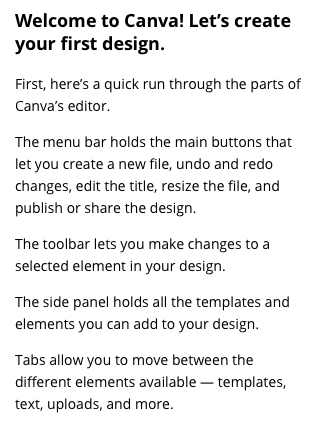 Welcome to Canva! Let’s create
your first design.
First, here’s a quick run through the parts of
Canva’s editor.
The menu bar holds the main buttons that
let you create a new file, undo and redo
changes, edit the title, resize the file, and
publish or share the design.
The toolbar lets you make changes to a
selected element in your design.
The side panel holds all the templates and
elements you can add to your design.
Tabs allow you to move between the
different elements available — templates,
text, uploads, and more.